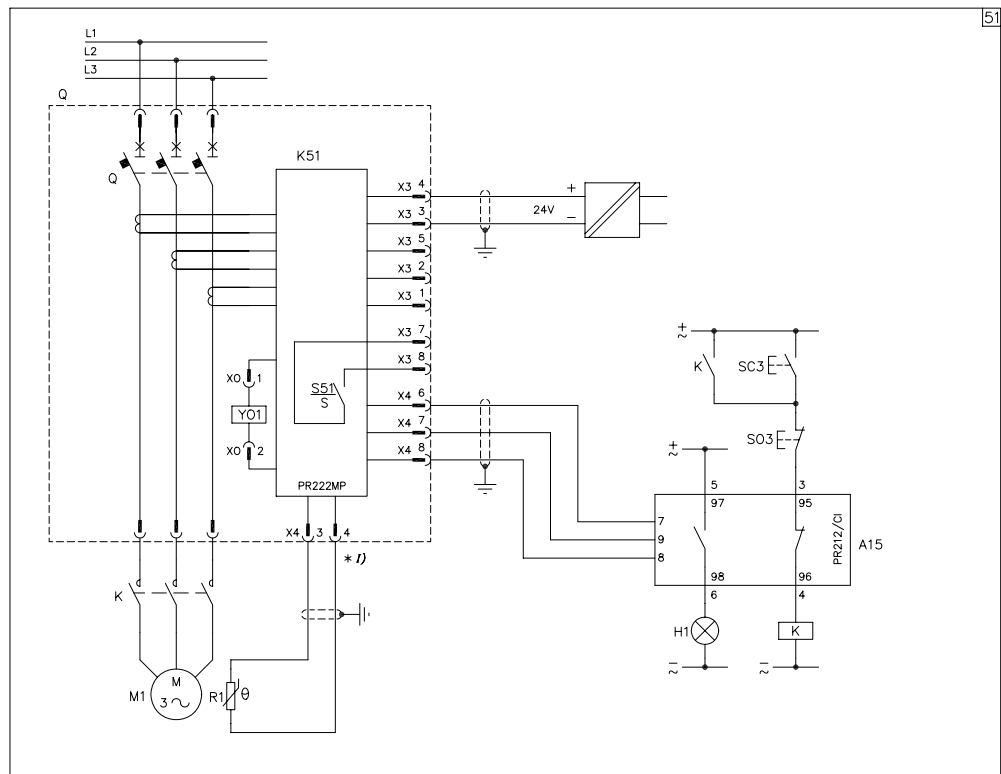 51
L1
L2
L3
Q
Q
K51
X3 4
X3 3
X3 5
X3 2
X3 1
X3 7
X3 8
X4 6
X4 7
X4 8
+
24V
−
S51
S
X0 1
YO1
X0 2
PR222MP
X4 3 4
* I)
K
M1
M
3
R1
θ
+
~
K
SC3
SO3
+
~
5 3
97 95
7
9
8
PR212/CI
A15
98 96
6 4
H1
K
−
~
−
~